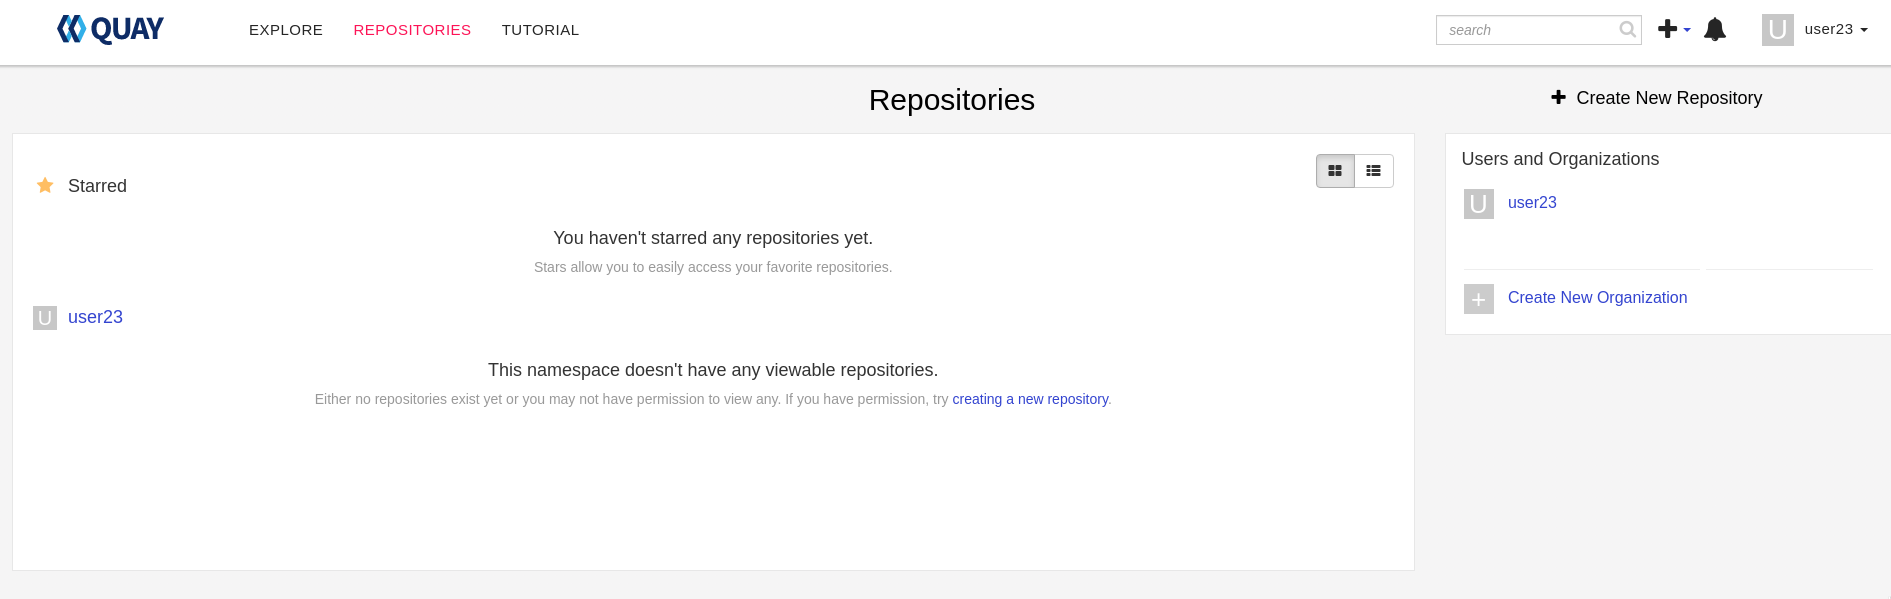 QUAY
EXPLORE REPOSITORIES TUTORIAL
search
U user23
Repositories
Create New Repository
Starred
You haven't starred any repositories yet.
Stars allow you to easily access your favorite repositories.
U user23
This namespace doesn't have any viewable repositories.
Either no repositories exist yet or you may not have permission to view any. If you have permission, try creating a new repository.
Users and Organizations
U user23
+ Create New Organization